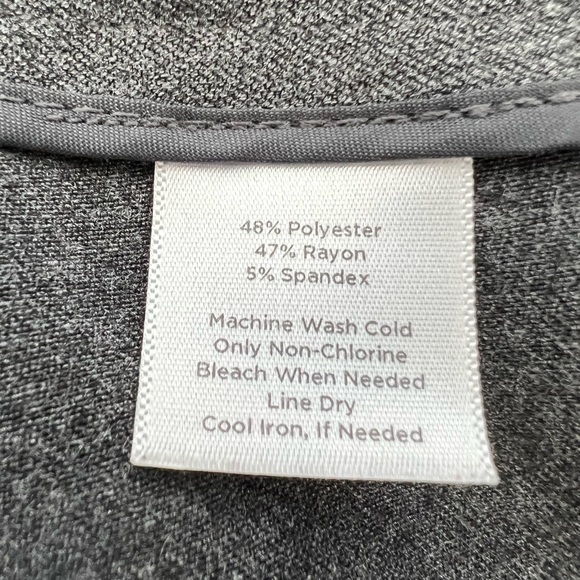 48% Polyester
47% Rayon
5% Spandex
Machine Wash Cold
Only Non-Chlorine
Bleach When Needed
Line Dry
Cool Iron, If Needed